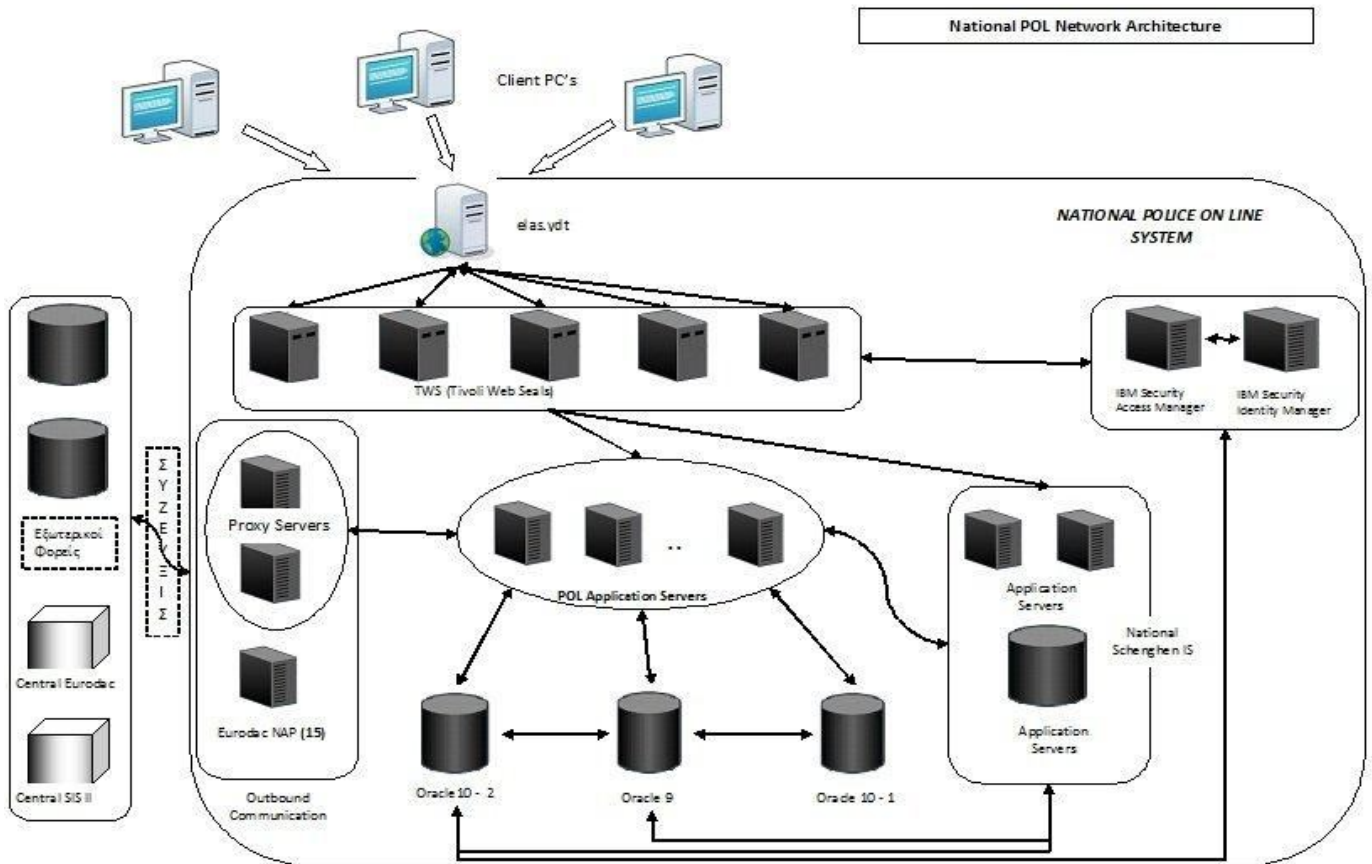 National POL Network Architecture
Client PC's
elas.ydt
NATIONAL POLICE ON LINE
SYSTEM
TWS (Tivoli Web Seals)
IBM Security
Access Manager
IBM Security
Identity Manager
Εξωτερικοί
Φορείς
Central Eurodac
Central SIS II
Σ
Υ
Ζ
Ε
Υ
Ξ
Ι
Σ
Proxy Servers
Eurodac NAP (15)
Outbound
Communication
. .
POL Application Servers
Application
Servers
National
Schenghen IS
Application
Servers
Oracle 10 - 2
Oracle 9
Oracle 10 - 1